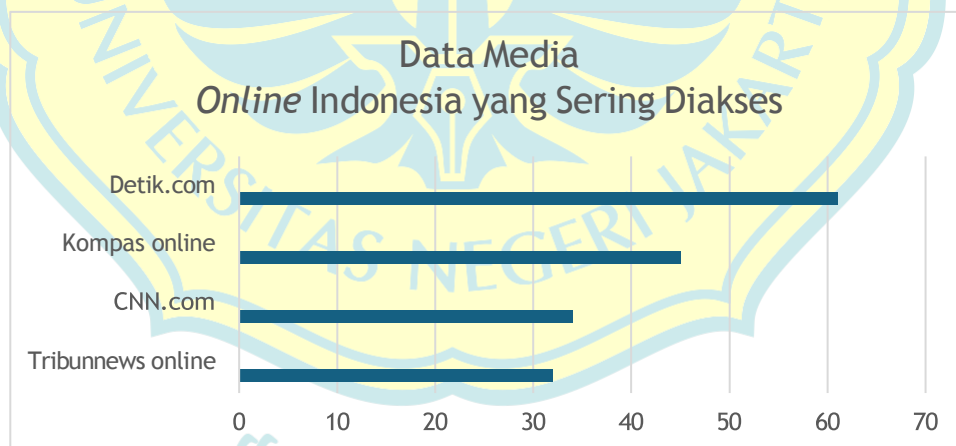 Data Media
Online Indonesia yang Sering Diakses
Detik.com
Kompas online
CNN.com
Tribunnews online
0 10 20 30 40 50 60 70
UNIVERSITAS NEGERI JAKART